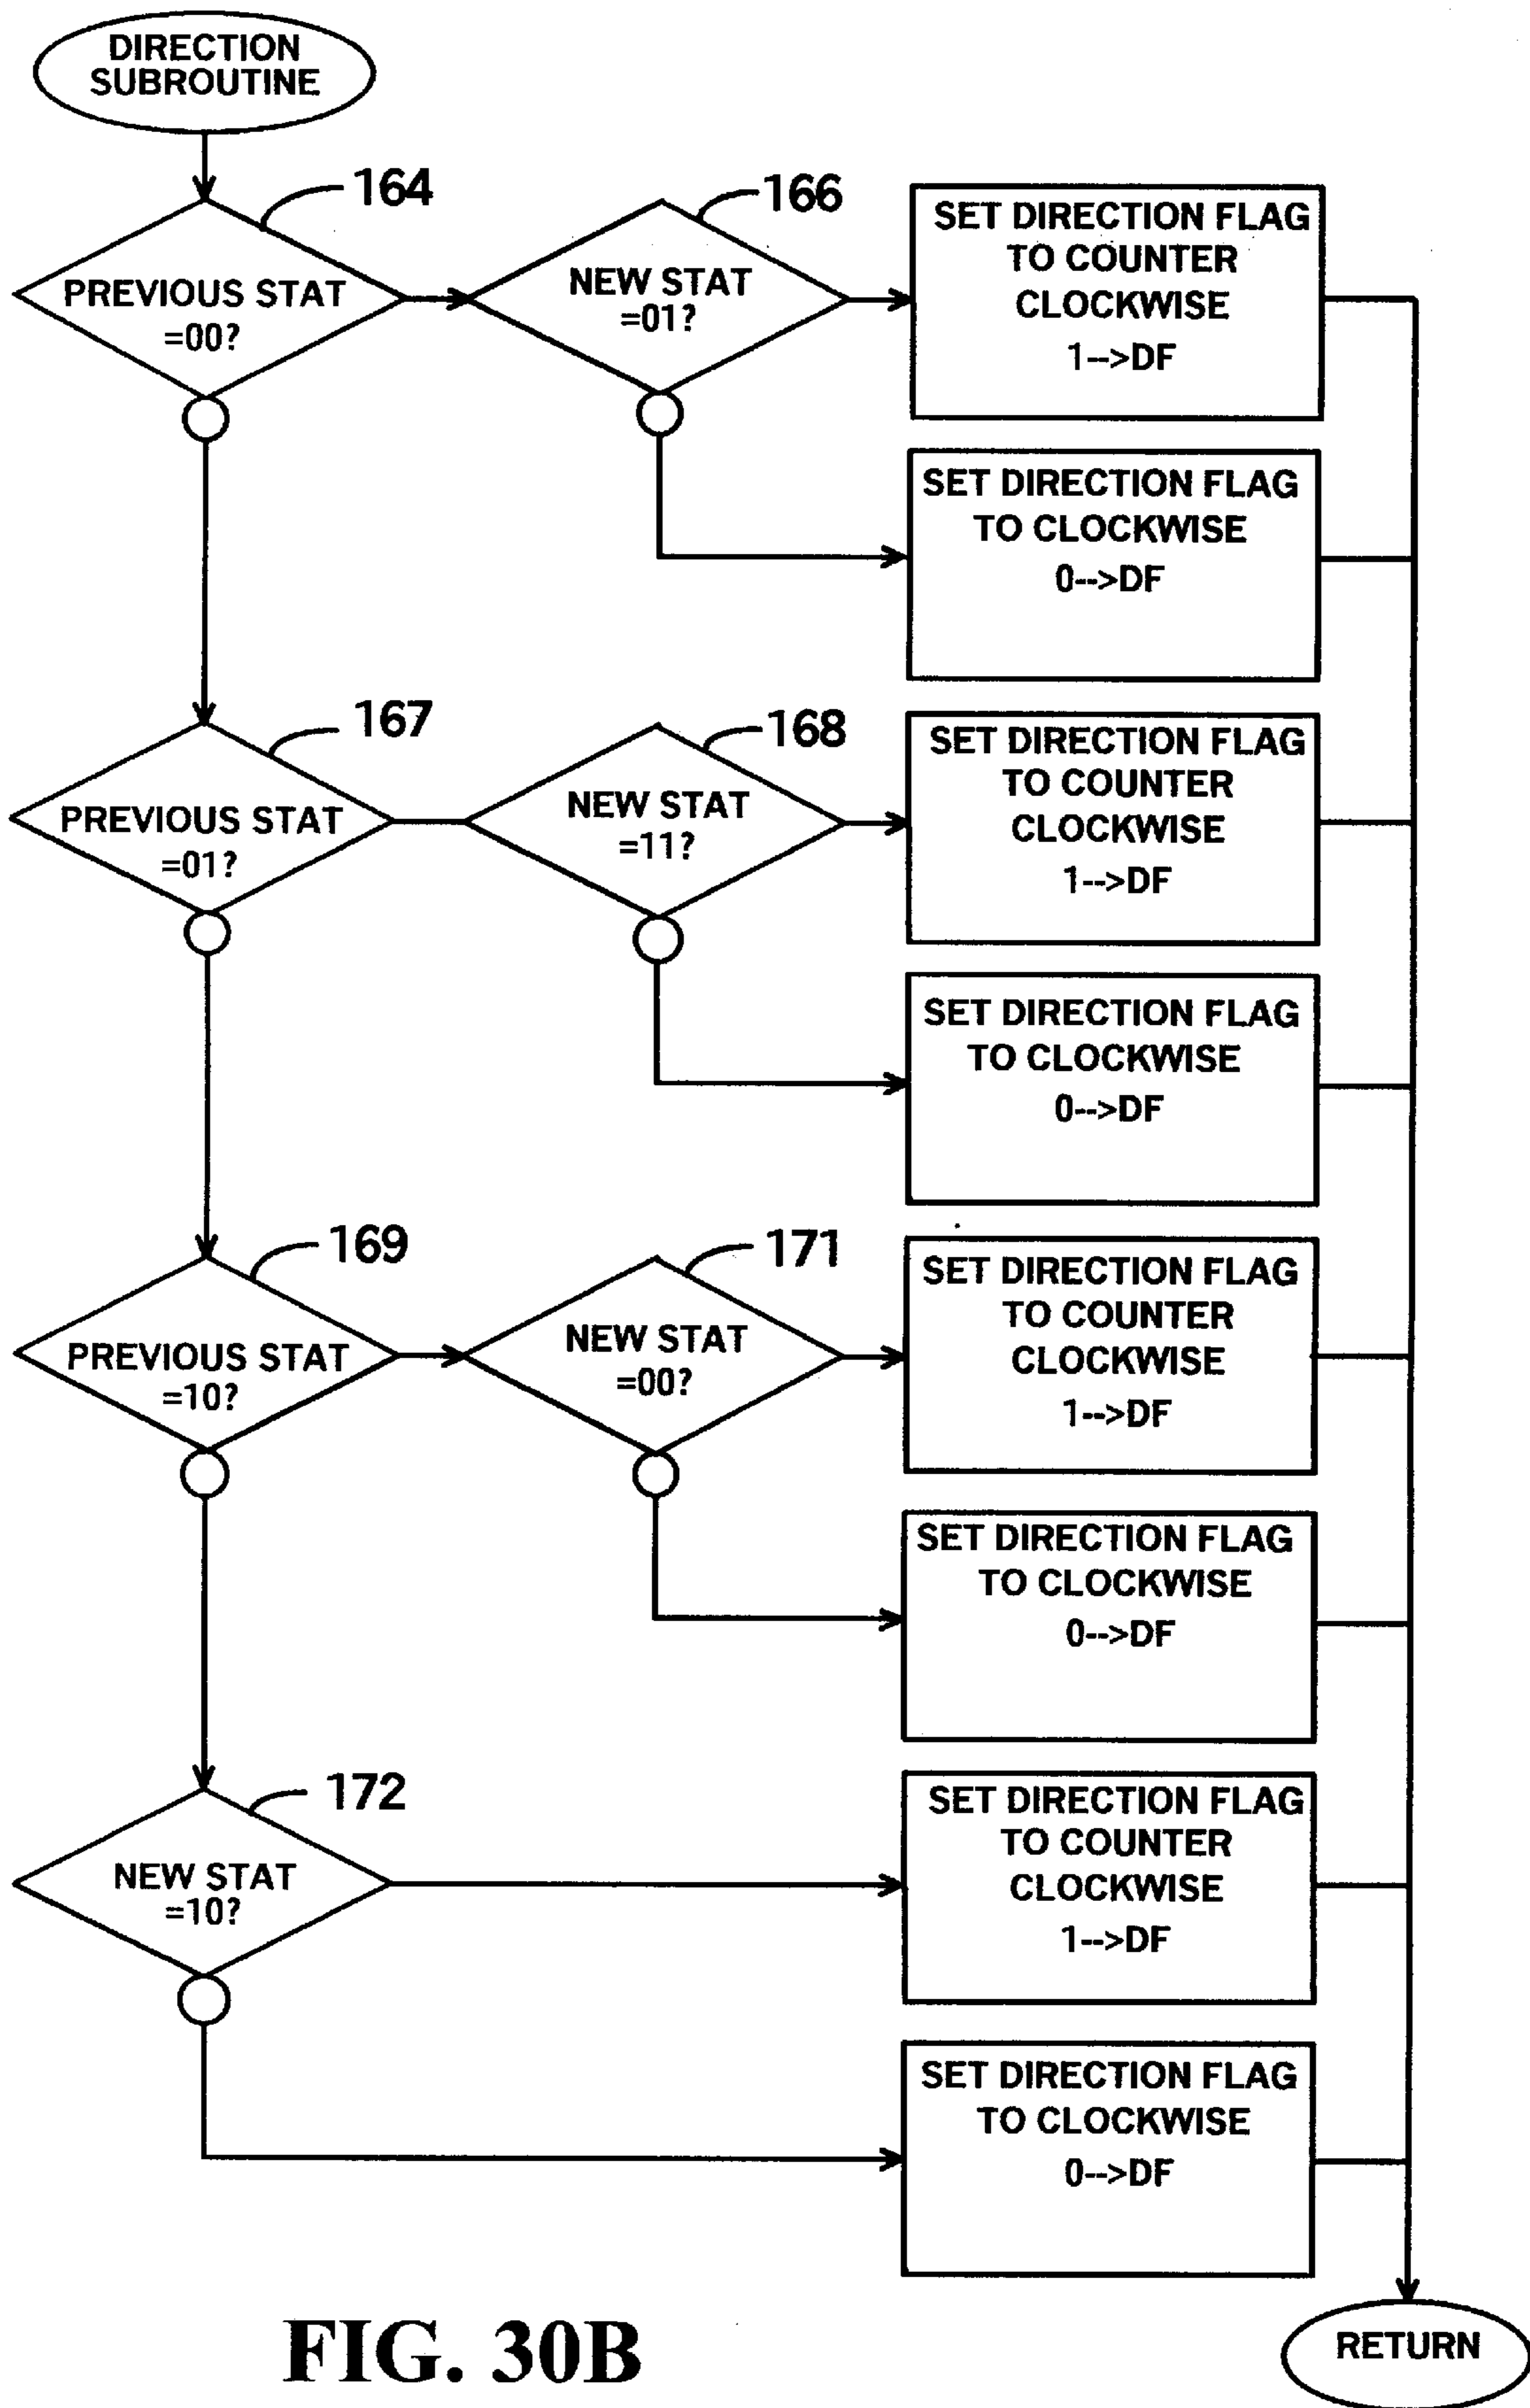 DIRECTION
SUBROUTINE
164
PREVIOUS STAT
=00?
166
NEW STAT
=01?
SET DIRECTION FLAG
TO COUNTER
CLOCKWISE
1-->DF
SET DIRECTION FLAG
TO CLOCKWISE
0-->DF
167
PREVIOUS STAT
=01?
168
NEW STAT
=11?
SET DIRECTION FLAG
TO COUNTER
CLOCKWISE
1-->DF
SET DIRECTION FLAG
TO CLOCKWISE
0-->DF
169
PREVIOUS STAT
=10?
171
NEW STAT
=00?
SET DIRECTION FLAG
TO COUNTER
CLOCKWISE
1-->DF
SET DIRECTION FLAG
TO CLOCKWISE
0-->DF
172
NEW STAT
=10?
SET DIRECTION FLAG
TO COUNTER
CLOCKWISE
1-->DF
SET DIRECTION FLAG
TO CLOCKWISE
0-->DF
RETURN
FIG. 30B